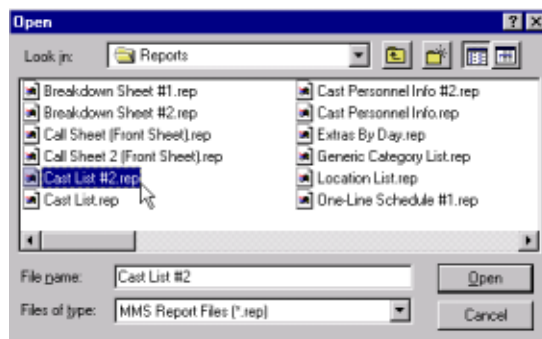 Open
Look in: Reports
Breakdown Sheet #1.rep
Breakdown Sheet #2.rep
Call Sheet (Front Sheet).rep
Call Sheet 2 (Front Sheet).rep
Cast List #2.rep
Cast List.rep
Cast Personnel Info #2.rep
Cast Personnel Info.rep
Extras By Day.rep
Generic Category List.rep
Location List.rep
One-Line Schedule #1.rep
File name: Cast List #2 Open
Files of type: MMS Report Files (*.rep) Cancel